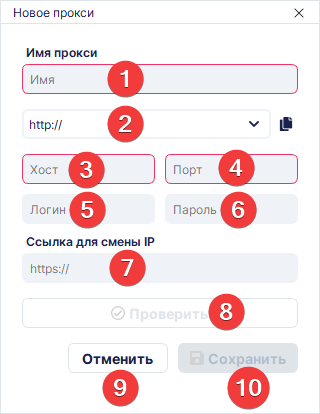 Новое прокси
Имя прокси
Имя 1
http:// 2
Хост 3 Порт 4
Логин 5 Пароль 6
Ссылка для смены IP
https:// 7
Проверить 8
Отменить Сохранить
9 10